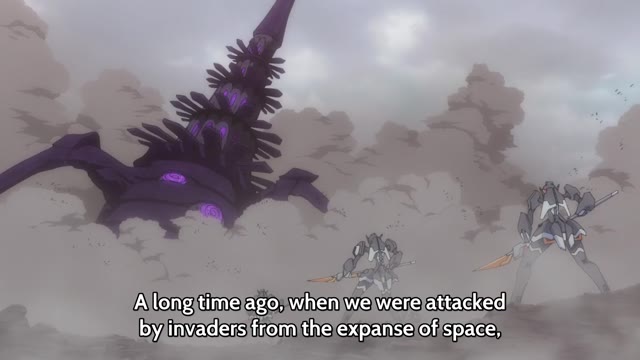 A long time ago, when we were attacked
by invaders from the expanse of space,